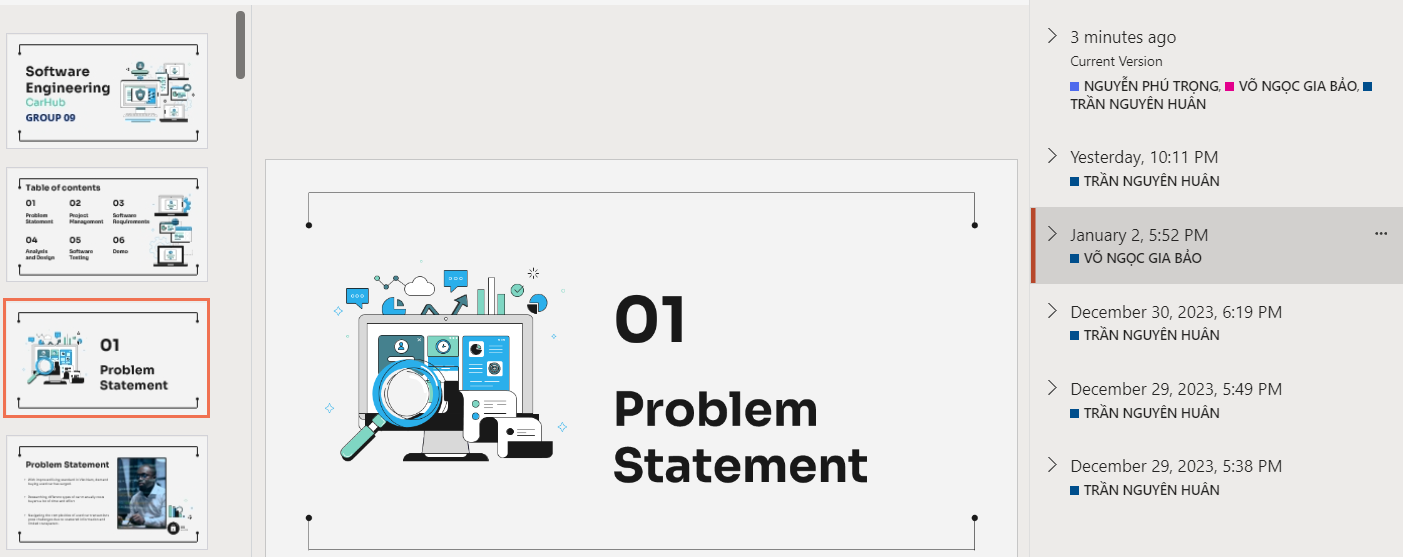 Software
Engineering
CarHub
GROUP 09
Table of contents
01
02
03
Problem
Statement
Project
Management
Software
Requirements
04
05
06
Analysis
and Design
Software
Testing
Demo
01
Problem
Statement
Problem Statement
01
Problem
Statement
3 minutes ago
Current Version
NGUYỄN PHÚ TRỌNG, VÕ NGỌC GIA BẢO,
TRẦN NGUYÊN HUÂN
Yesterday, 10:11 PM
TRẦN NGUYÊN HUÂN
January 2, 5:52 PM
VÕ NGỌC GIA BẢO
December 30, 2023, 6:19 PM
TRẦN NGUYÊN HUÂN
December 29, 2023, 5:49 PM
TRẦN NGUYÊN HUÂN
December 29, 2023, 5:38 PM
TRẦN NGUYÊN HUÂN